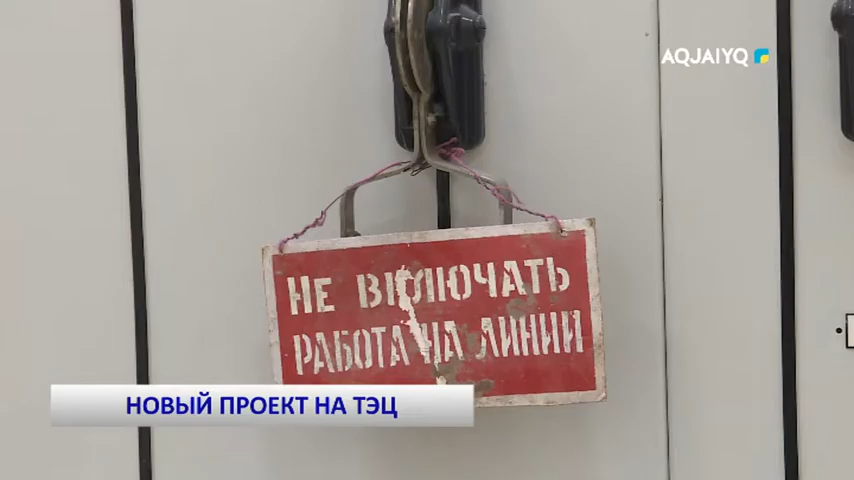 AQJAIYQ
НЕ ВКЛЮЧАТЬ
РАБОТА НА ЛИНИИ
НОВЫЙ ПРОЕКТ НА ТЭЦ